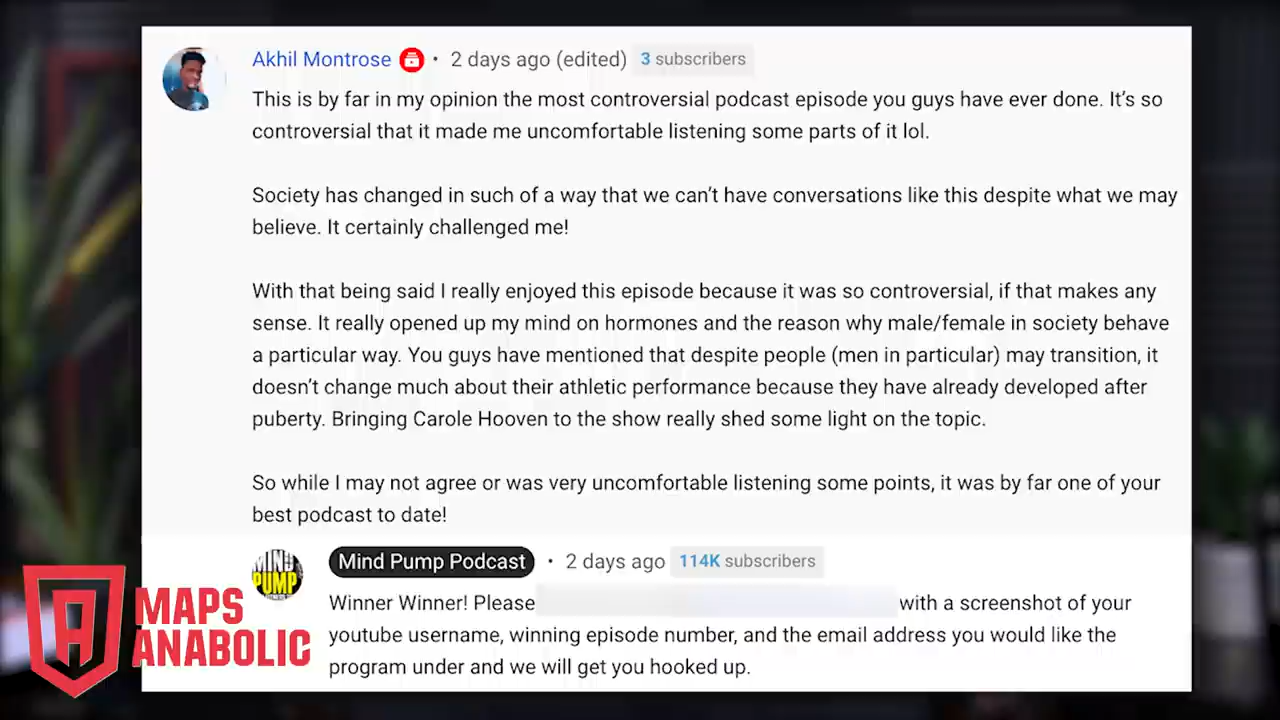 Akhil Montrose • 2 days ago (edited) 3 subscribers
This is by far in my opinion the most controversial podcast episode you guys have ever done. It's so
controversial that it made me uncomfortable listening some parts of it lol.
Society has changed in such of a way that we can't have conversations like this despite what we may
believe. It certainly challenged me!
With that being said I really enjoyed this episode because it was so controversial, if that makes any
sense. It really opened up my mind on hormones and the reason why male/female in society behave
a particular way. You guys have mentioned that despite people (men in particular) may transition, it
doesn't change much about their athletic performance because they have already developed after
puberty. Bringing Carole Hooven to the show really shed some light on the topic.
So while I may not agree or was very uncomfortable listening some points, it was by far one of your
best podcast to date!
MIND
PUMP
Mind Pump Podcast • 2 days ago 114K subscribers
Winner Winner! Please with a screenshot of your
youtube username, winning episode number, and the email address you would like the
program under and we will get you hooked up.
A
MAPS
ANABOLIC